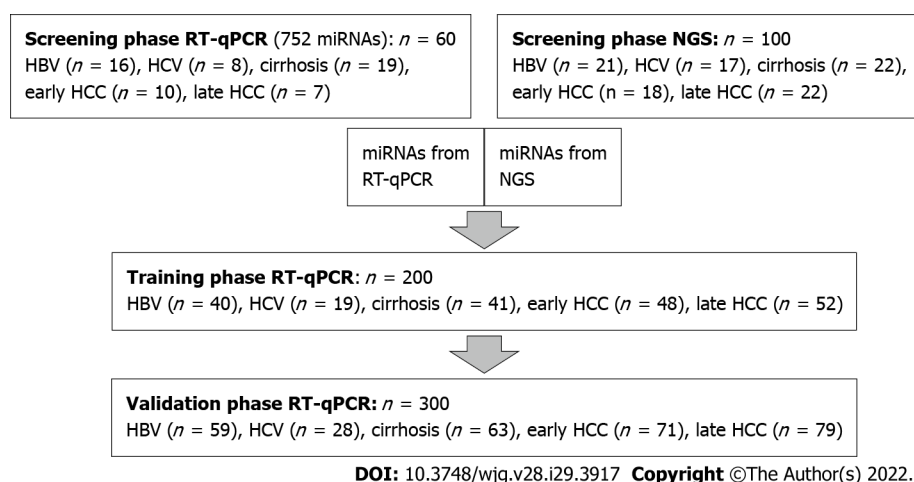 Screening phase RT-qPCR (752 miRNAs): n = 60
HBV (n = 16), HCV (n = 8), cirrhosis (n = 19),
early HCC (n = 10), late HCC (n = 7)
Screening phase NGS: n = 100
HBV (n = 21), HCV (n = 17), cirrhosis (n = 22),
early HCC (n = 18), late HCC (n = 22)
miRNAs from
RT-qPCR
miRNAs from
NGS
Training phase RT-qPCR: n = 200
HBV (n = 40), HCV (n = 19), cirrhosis (n = 41), early HCC (n = 48), late HCC (n = 52)
Validation phase RT-qPCR: n = 300
HBV (n = 59), HCV (n = 28), cirrhosis (n = 63), early HCC (n = 71), late HCC (n = 79)
DOI: 10.3748/wjg.v28.i29.3917 Copyright ©The Author(s) 2022.